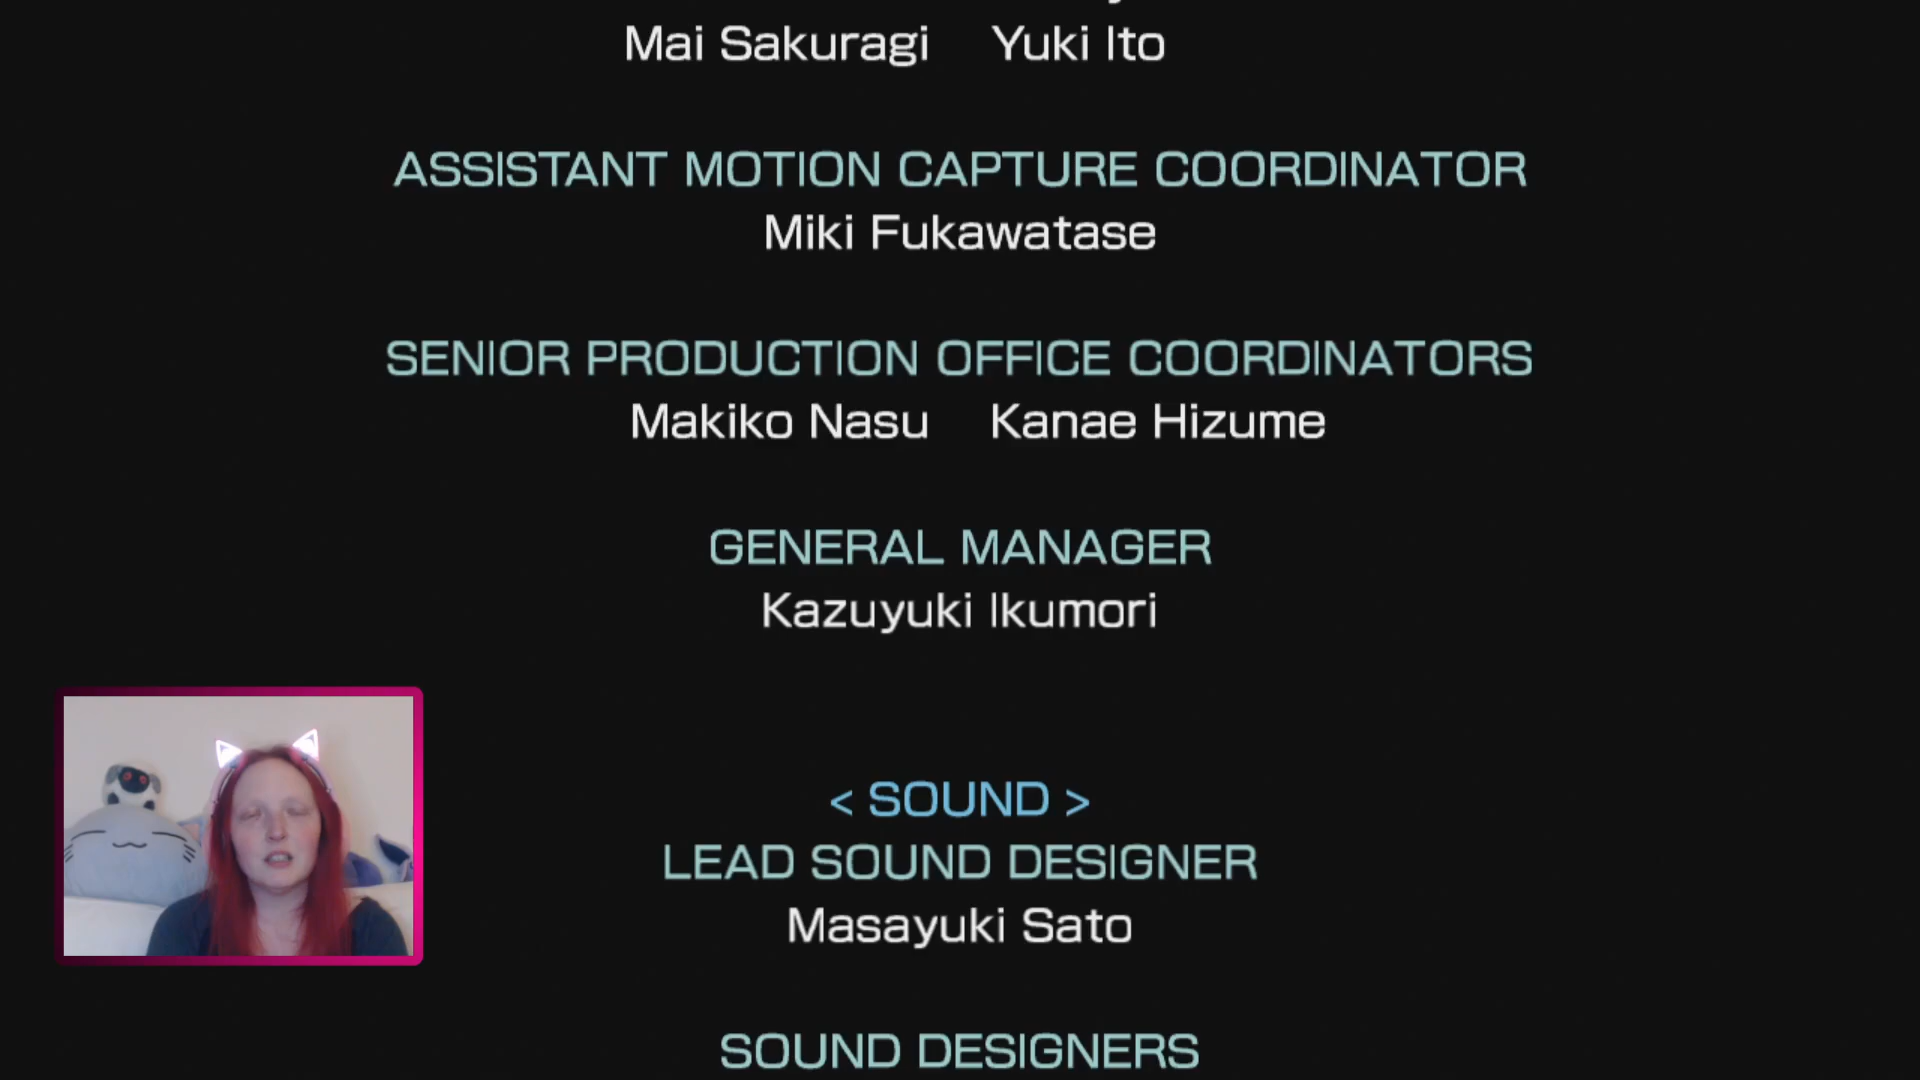 Mai Sakuragi Yuki Ito
ASSISTANT MOTION CAPTURE COORDINATOR
Miki Fukawatase
SENIOR PRODUCTION OFFICE COORDINATORS
Makiko Nasu Kanae Hizume
GENERAL MANAGER
Kazuyuki Ikumori
< SOUND >
LEAD SOUND DESIGNER
Masayuki Sato
SOUND DESIGNERS